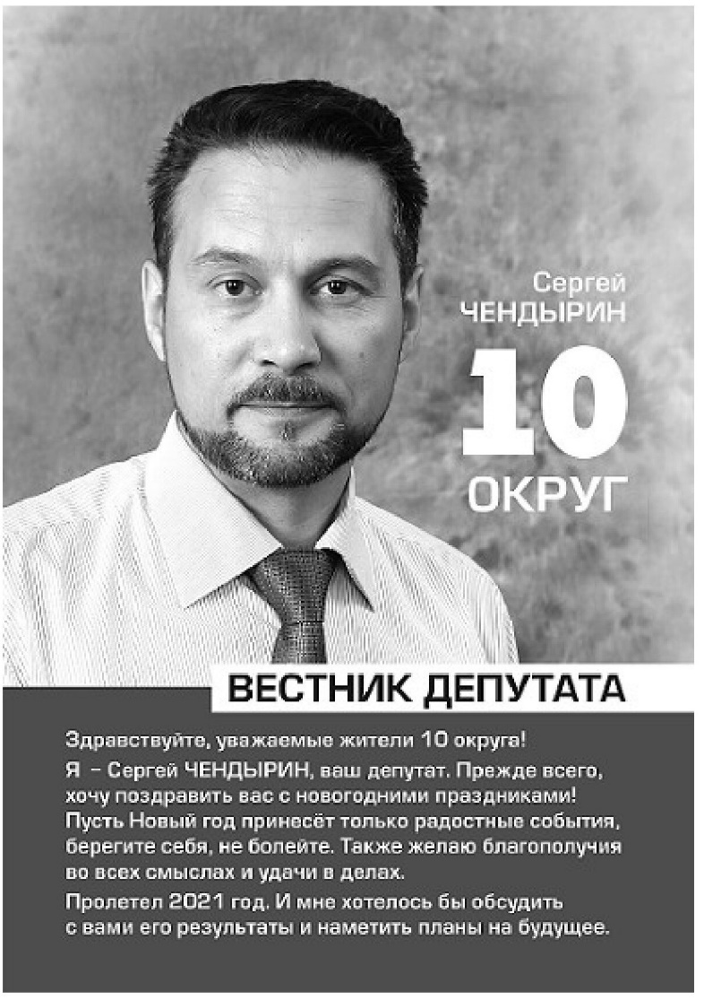 Сергей
ЧЕНДЫРИН
10
ОКРУГ
ВЕСТНИК ДЕПУТАТА
Здравствуйте, уважаемые жители 10 округа!
Я – Сергей ЧЕНДЫРИН, ваш депутат. Прежде всего,
хочу поздравить вас с новогодними праздниками!
Пусть Новый год принесёт только радостные события,
берегите себя, не болейте. Также желаю благополучия
во всех смыслах и удачи в делах.
Пролетел 2021 год. И мне хотелось бы обсудить
с вами его результаты и наметить планы на будущее.